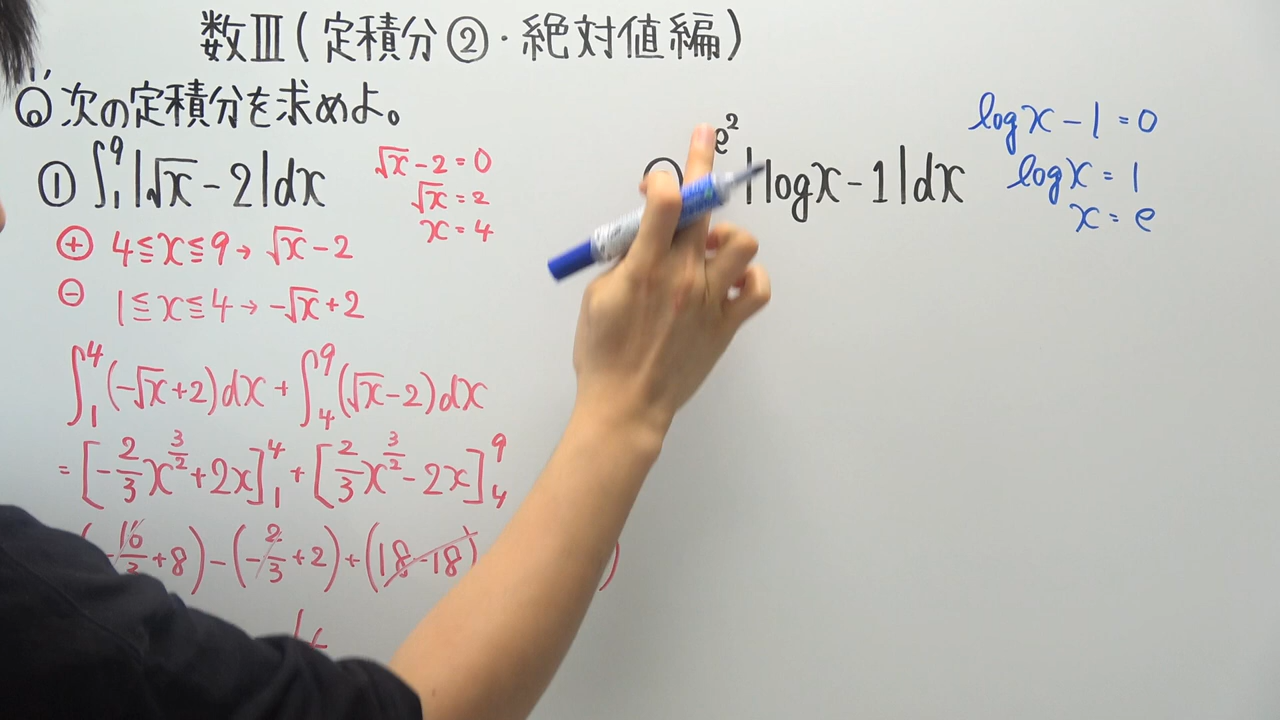 数Ⅲ(定積分②・絶対値編)
Q 次の定積分を求めよ。
① ∫₁⁹|√x-2|dx
√x-2=0
√x=2
x=4
⊕ 4≦x≦9→√x-2
⊖ 1≦x≦4→-√x+2
∫₁⁴(-√x+2)dx+∫₄⁹(√x-2)dx
=[-2/3x^(3/2)+2x]₁⁴+[2/3x^(3/2)-2x]₄⁹
-16/3+8)-(-2/3+2)+(18-18)
e²
|logx-1|dx
logx-1=0
logx=1
x=e